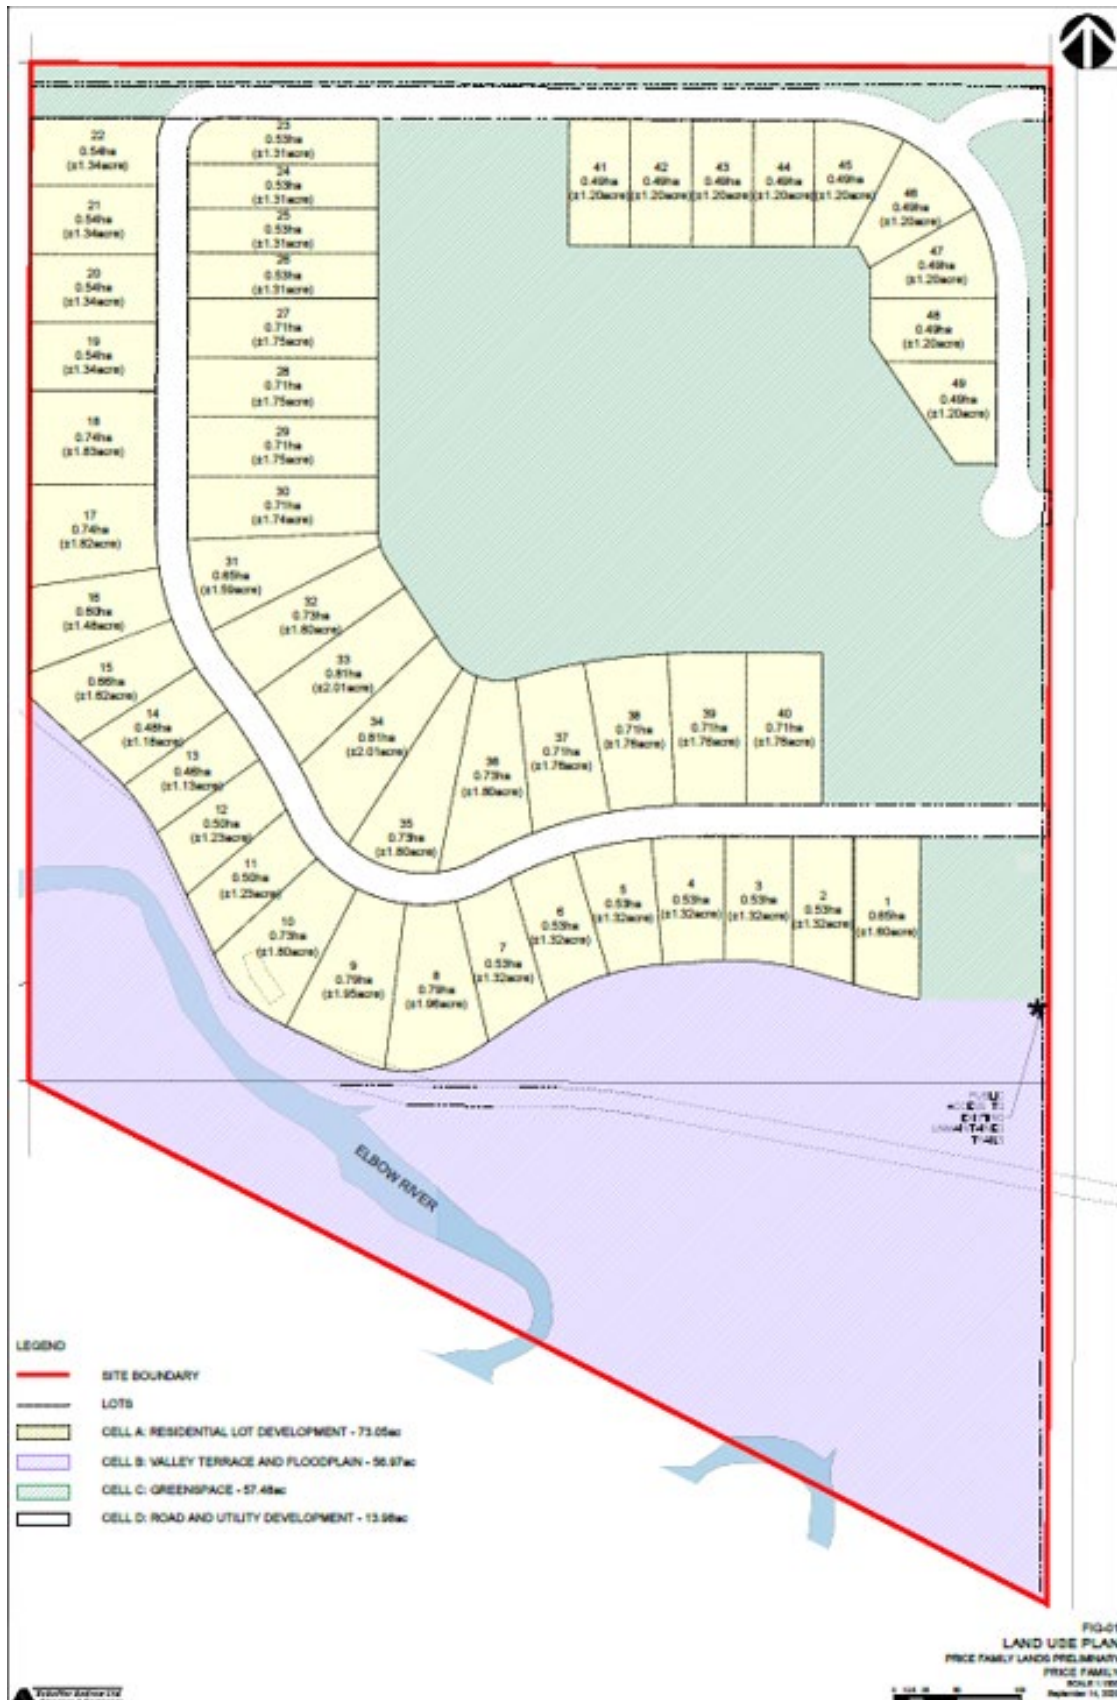 22
0.54ha
(±1.34acre)
21
0.54ha
(±1.34acre)
20
0.54ha
(±1.34acre)
19
0.54ha
(±1.34acre)
18
0.74ha
(±1.83acre)
17
0.74ha
(±1.82acre)
16
0.60ha
(±1.48acre)
15
0.66ha
(±1.62acre)
14
0.48ha
(±1.18acre)
13
0.46ha
(±1.13acre)
12
0.50ha
(±1.23acre)
11
0.50ha
(±1.23acre)
10
0.73ha
(±1.80acre)
9
0.79ha
(±1.95acre)
8
0.79ha
(±1.96acre)
7
0.53ha
(±1.32acre)
6
0.53ha
(±1.32acre)
5
0.53ha
(±1.32acre)
4
0.53ha
(±1.32acre)
3
0.53ha
(±1.32acre)
2
0.53ha
(±1.32acre)
1
0.65ha
(±1.60acre)
23
0.53ha
(±1.31acre)
24
0.53ha
(±1.31acre)
25
0.53ha
(±1.31acre)
26
0.53ha
(±1.31acre)
27
0.71ha
(±1.75acre)
28
0.71ha
(±1.75acre)
29
0.71ha
(±1.75acre)
30
0.71ha
(±1.74acre)
31
0.65ha
(±1.59acre)
32
0.73ha
(±1.80acre)
33
0.81ha
(±2.01acre)
34
0.81ha
(±2.01acre)
35
0.73ha
(±1.80acre)
36
0.73ha
(±1.80acre)
37
0.71ha
(±1.76acre)
38
0.71ha
(±1.76acre)
39
0.71ha
(±1.76acre)
40
0.71ha
(±1.76acre)
41
0.49ha
(±1.20acre)
42
0.49ha
(±1.20acre)
43
0.49ha
(±1.20acre)
44
0.49ha
(±1.20acre)
45
0.49ha
(±1.20acre)
46
0.49ha
(±1.20acre)
47
0.49ha
(±1.20acre)
48
0.49ha
(±1.20acre)
49
0.49ha
(±1.20acre)
PUBLIC
ACCESS TO
EXISTING
UNMAINTAINED
TRAILS
ELBOW RIVER
LEGEND
SITE BOUNDARY
LOTS
CELL A: RESIDENTIAL LOT DEVELOPMENT - 73.05ac
CELL B: VALLEY TERRACE AND FLOODPLAIN - 56.97ac
CELL C: GREENSPACE - 57.48ac
CELL D: ROAD AND UTILITY DEVELOPMENT - 13.98ac
FIG-01
LAND USE PLAN
PRICE FAMILY LANDS PRELIMINARY
PRICE FAMILY
Scheffer Andrew Ltd